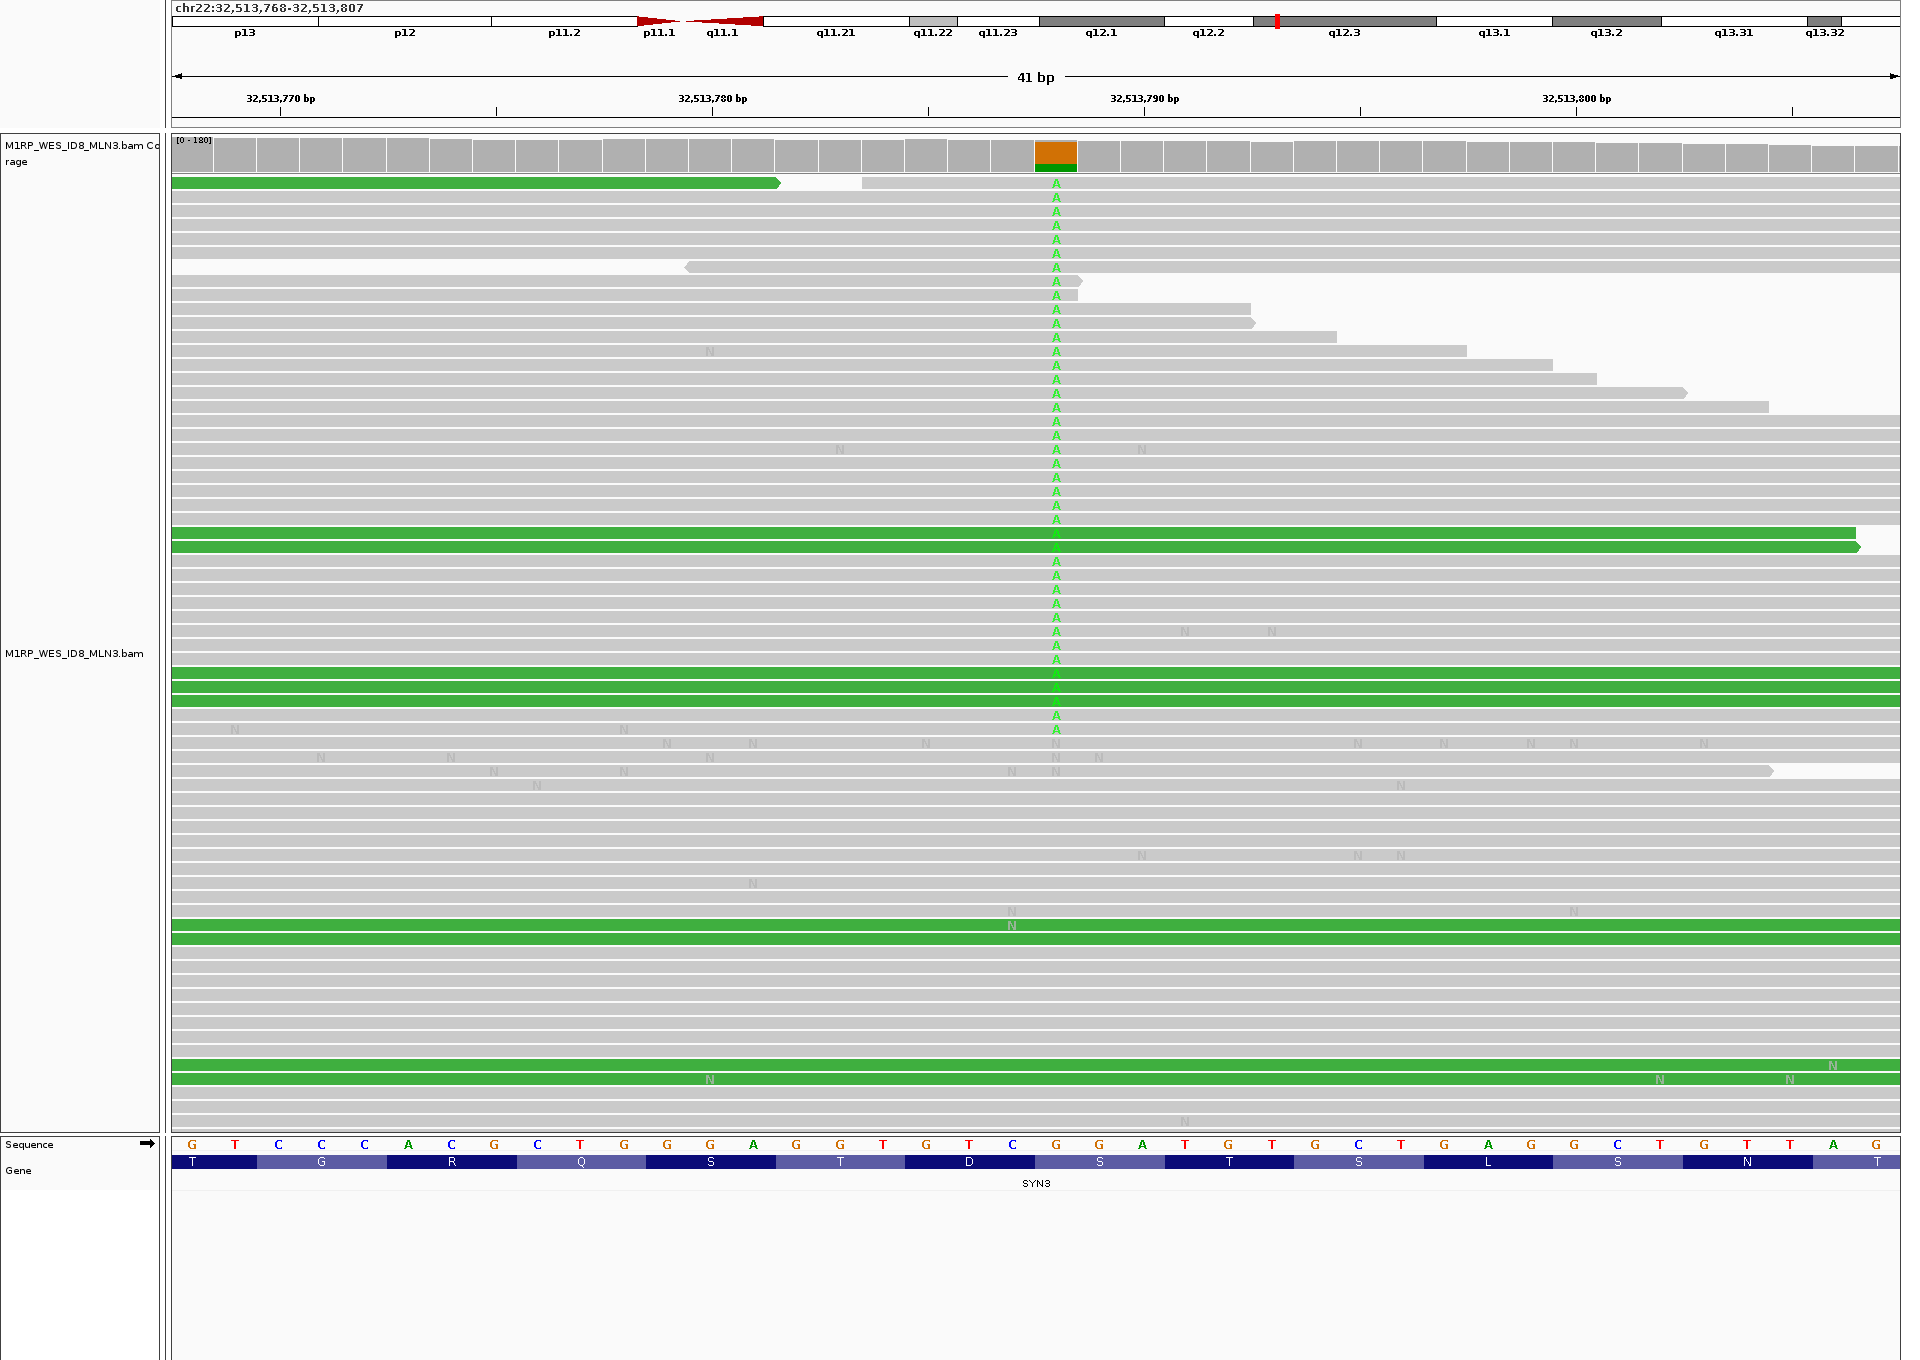 chr22:32,513,768-32,513,807
p13 p12 p11.2 p11.1 q11.1 q11.21 q11.22 q11.23 q12.1 q12.2 q12.3 q13.1 q13.2 q13.31 q13.32
41 bp
32,513,770 bp 32,513,780 bp 32,513,790 bp 32,513,800 bp
[0 - 180]
M1RP_WES_ID8_MLN3.bam Co
rage
A
A
A
A
A
A
A
A
A
A
A
A
N A
A
A
A
A
A
A
N A N
A
A
A
A
A
A
A
A
A
A
A
A
A N N
A
M1RP_WES_ID8_MLN3.bam
A
A
A
A
A
N N A
N N N N N N N N N
N N N N N
N N N N
N N
N N N
N
N N
N
N
N N N
N
Sequence G T C C C A C G C T G G G A G G T G T C G G A T G T G C T G A G G C T G T T A G
Gene T G R Q S T D S T S L S N T
SYN3